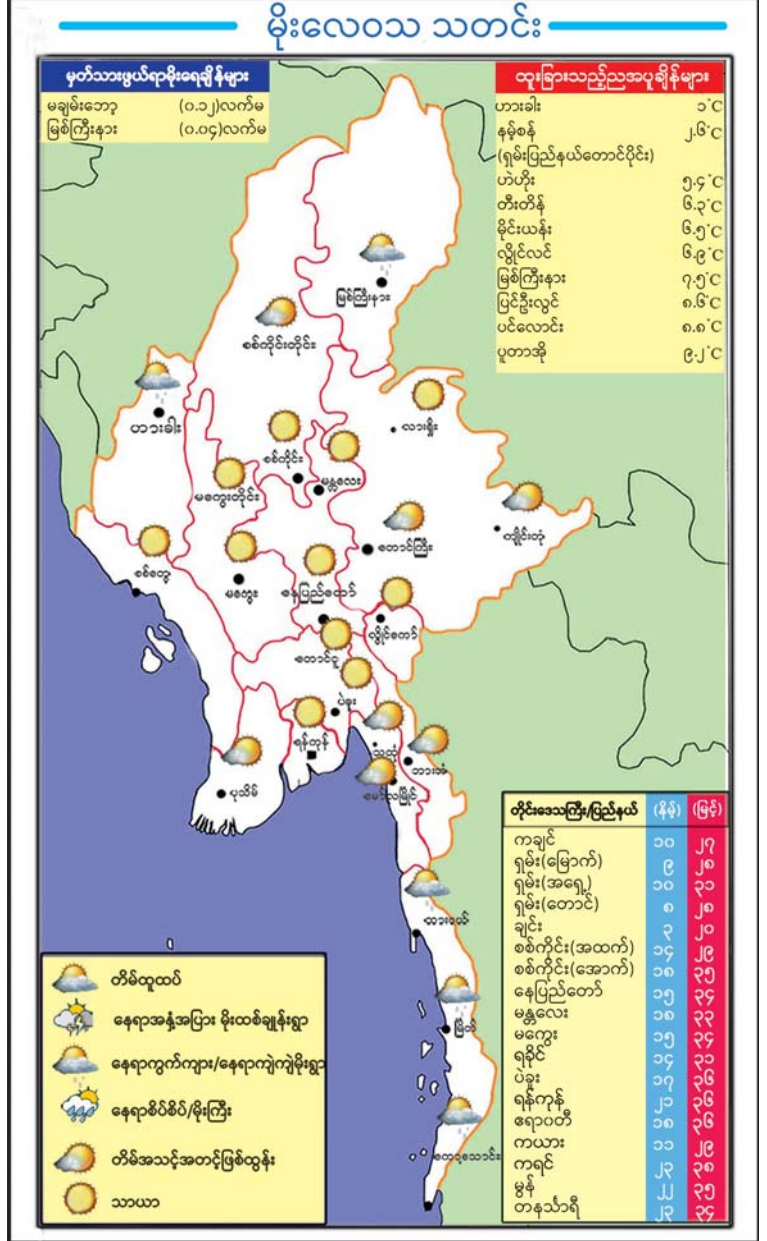 မိုးလေဝသ သတင်း
မှတ်သားဖွယ်ရာမိုးရေချိန်များ
မချမ်းဘော့ (၀.၁၂)လက်မ
မြစ်ကြီးနား (၀.၀၄)လက်မ
ထူးခြားသည့်ညအပူချိန်များ
ဟားခါး ၁°C
နမ့်စန် ၂.၆°C
(ရှမ်းပြည်နယ်တောင်ပိုင်း)
ဟဲဟိုး ၅.၄°C
တီးတိန် ၆.၃°C
မိုင်းယန်း ၆.၅°C
လွိုင်လင် ၆.၉°C
မြစ်ကြီးနား ၇.၅°C
ပြင်ဦးလွင် ၈.၆°C
ပင်လောင်း ၈.၈°C
ပူတာအို ၉.၂°C
မြစ်ကြီးနား
စစ်ကိုင်းတိုင်း
ဟားခါး
လားရှိုး
စစ်ကိုင်း
မန္တလေး
မကွေးတိုင်း
ကျိုင်းတုံ
တောင်ကြီး
စစ်တွေ
မကွေး
နေပြည်တော်
လွိုင်ကော်
တောင်ငူ
ပဲခူး
ရန်ကုန်
သထုံ
ဘားအံ
ပုသိမ်
မော်လမြိုင်
ထားဝယ်
မြိတ်
ကော့သောင်း
တိုင်းဒေသကြီး/ပြည်နယ် (နိမ့်) (မြင့်)
ကချင် ၁၀ ၂၇
ရှမ်း(မြောက်) ၉ ၂၈
ရှမ်း(အရှေ့) ၁၀ ၃၁
ရှမ်း(တောင်) ၈ ၂၈
ချင်း ၃ ၂၀
စစ်ကိုင်း(အထက်) ၁၄ ၂၉
စစ်ကိုင်း(အောက်) ၁၈ ၃၅
နေပြည်တော် ၁၅ ၃၄
မန္တလေး ၁၈ ၃၃
မကွေး ၁၅ ၃၄
ရခိုင် ၁၄ ၃၁
ပဲခူး ၁၇ ၃၆
ရန်ကုန် ၂၁ ၃၆
ဧရာဝတီ ၁၈ ၃၆
ကယား ၁၁ ၂၉
ကရင် ၂၃ ၃၈
မွန် ၂၂ ၃၅
တနင်္သာရီ ၂၃ ၃၄
တိမ်ထူထပ်
နေရာအနှံ့အပြား မိုးထစ်ချုန်းရွာ
နေရာကွက်ကျား/နေရာကျဲကျဲမိုးရွာ
နေရာစိပ်စိပ်/မိုးကြီး
တိမ်အသင့်အတင့်ဖြစ်ထွန်း
သာယာ